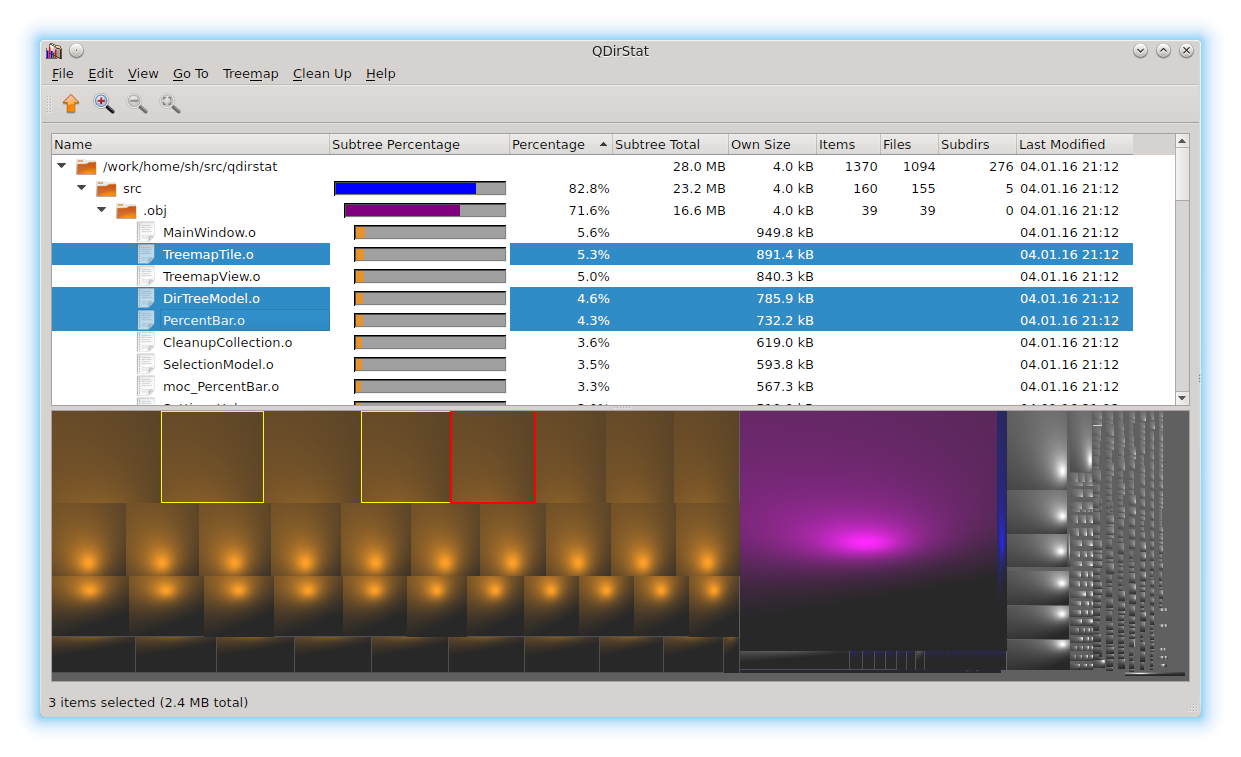 QDirStat
File Edit View Go To Treemap Clean Up Help
Name Subtree Percentage Percentage Subtree Total Own Size Items Files Subdirs Last Modified
/work/home/sh/src/qdirstat 28.0 MB 4.0 kB 1370 1094 276 04.01.16 21:12
src 82.8% 23.2 MB 4.0 kB 160 155 5 04.01.16 21:12
.obj 71.6% 16.6 MB 4.0 kB 39 39 0 04.01.16 21:12
MainWindow.o 5.6% 949.8 kB 04.01.16 21:12
TreemapTile.o 5.3% 891.4 kB 04.01.16 21:12
TreemapView.o 5.0% 840.3 kB 04.01.16 21:12
DirTreeModel.o 4.6% 785.9 kB 04.01.16 21:12
PercentBar.o 4.3% 732.2 kB 04.01.16 21:12
CleanupCollection.o 3.6% 619.0 kB 04.01.16 21:12
SelectionModel.o 3.5% 593.8 kB 04.01.16 21:12
moc_PercentBar.o 3.3% 567.3 kB 04.01.16 21:12
3 items selected (2.4 MB total)